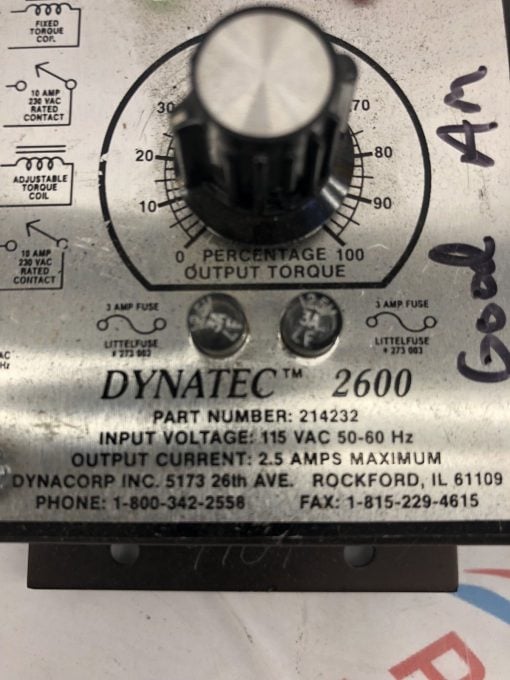 FIXED
TORQUE
COIL
10 AMP
230 VAC
RATED
CONTACT
ADJUSTABLE
TORQUE
COIL
10 AMP
230 VAC
RATED
CONTACT
30
20
10
0
70
80
90
100
PERCENTAGE
OUTPUT TORQUE
Good An
3 AMP FUSE
LITTELFUSE
# 273 003
3A
3 AMP FUSE
LITTELFUSE
# 273 003
AC
Hz
DYNATEC™ 2600
PART NUMBER: 214232
INPUT VOLTAGE: 115 VAC 50-60 Hz
OUTPUT CURRENT: 2.5 AMPS MAXIMUM
DYNACORP INC. 5173 26th AVE. ROCKFORD, IL 61109
PHONE: 1-800-342-2558 FAX: 1-815-229-4615